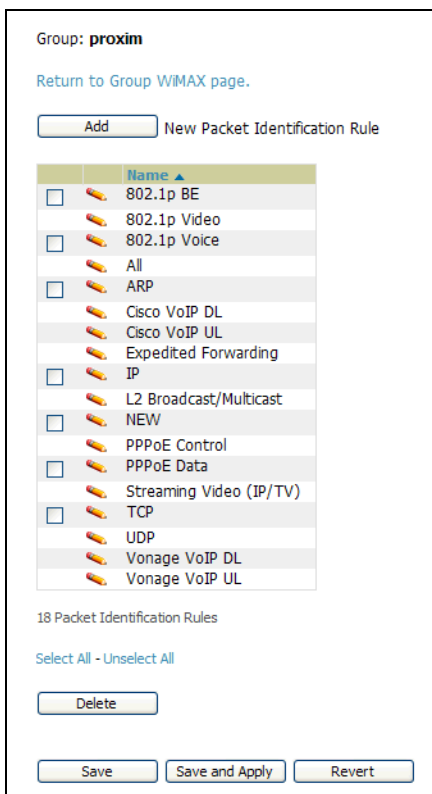 Group: proxim
Return to Group WiMAX page.
Add New Packet Identification Rule
Name
802.1p BE
802.1p Video
802.1p Voice
All
ARP
Cisco VoIP DL
Cisco VoIP UL
Expedited Forwarding
IP
L2 Broadcast/Multicast
NEW
PPPoE Control
PPPoE Data
Streaming Video (IP/TV)
TCP
UDP
Vonage VoIP DL
Vonage VoIP UL
18 Packet Identification Rules
Select All - Unselect All
Delete
Save Save and Apply Revert